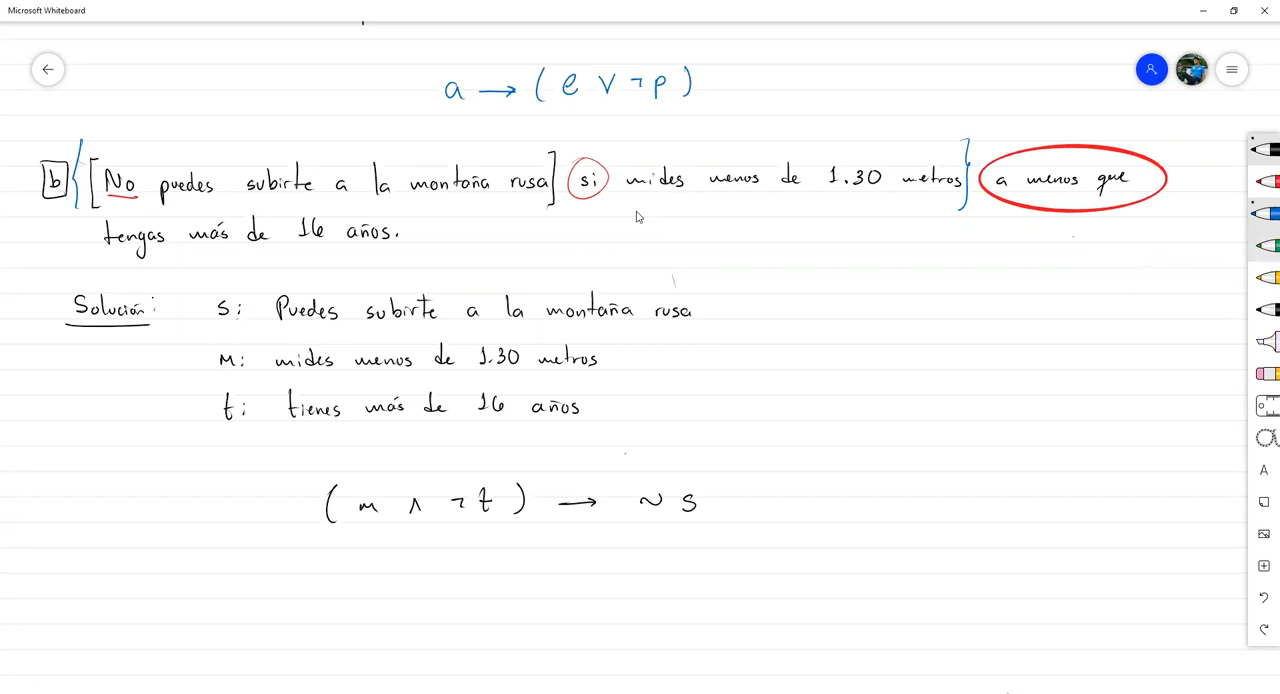 Microsoft Whiteboard
a → ( e ∨ ¬ p )
b { [ No puedes subirte a la montaña rusa ] si mides menos de 1.30 metros } a menos que
tengas más de 16 años.
Solución: s: Puedes subirte a la montaña rusa
m: mides menos de 1.30 metros
t: tienes más de 16 años
( m ∧ ¬ t ) → ~ s